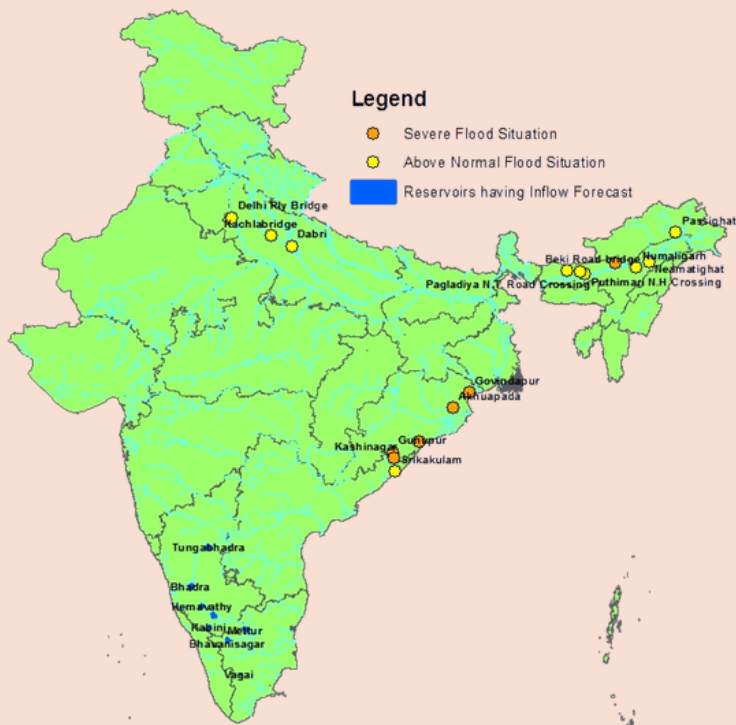 Legend
Severe Flood Situation
Above Normal Flood Situation
Reservoirs having Inflow Forecast
Delhi Rly Bridge
Kachlabridge
Dabri
Passighat
Beki Road bridge
Numaligarh
Neamatighat
Pagladiya N.T. Road Crossing
Puthimari N.H.Crossing
Govindapur
Akhuapada
Gunupur
Kashinagar
Srikakulam
Tungabhadra
Bhadra
Hemavathy
Kabini
Mettur
Bhavanisagar
Vagai